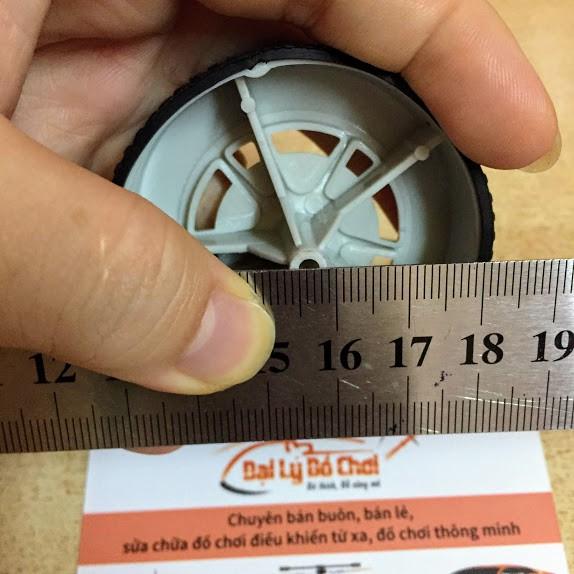 12 15 16 17 18 19
Đại Lý Đồ Chơi
Chuyên bán buôn, bán lẻ,
sửa chữa đồ chơi điều khiển từ xa, đồ chơi thông minh